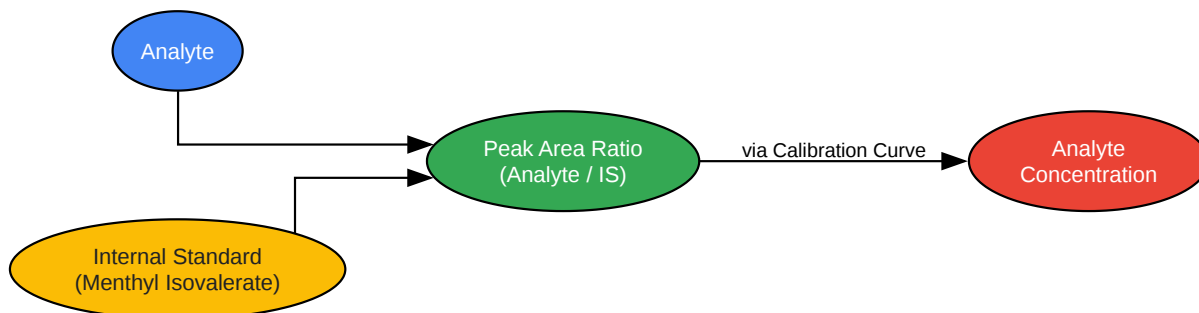 Analyte
Peak Area Ratio
(Analyte / IS)
via Calibration Curve
Analyte
Concentration
Internal Standard
(Menthyl Isovalerate)